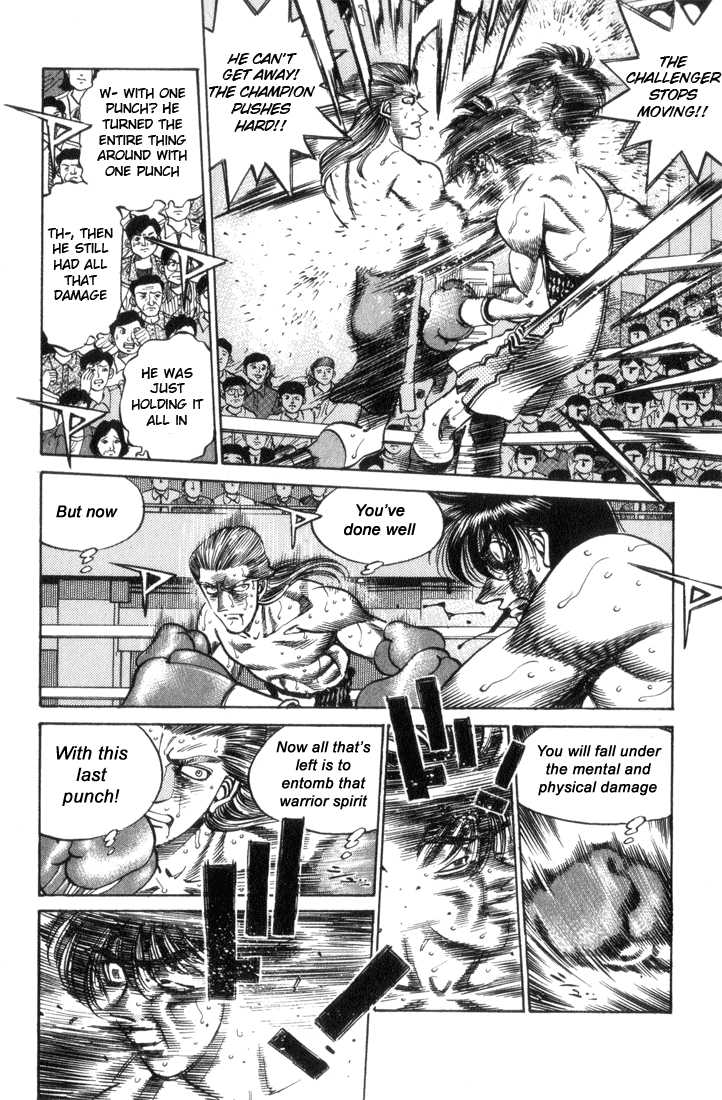 THE
CHALLENGER
STOPS
MOVING!!
HE CAN'T
GET AWAY!
THE CHAMPION
PUSHES
HARD!!
W- WITH ONE
PUNCH? HE
TURNED THE
ENTIRE THING
AROUND WITH
ONE PUNCH
TH-, THEN
HE STILL
HAD ALL
THAT
DAMAGE
HE WAS
JUST
HOLDING IT
ALL IN
You've
done well
But now
You will fall under
the mental and
physical damage
Now all that's
left is to
entomb that
warrior spirit
With this
last
punch!